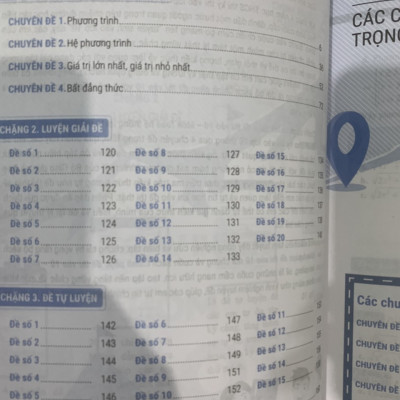 CHUYÊN ĐỀ 1. Phương trình
CHUYÊN ĐỀ 2. Hệ phương trình
CHUYÊN ĐỀ 3. Giá trị lớn nhất, giá trị nhỏ nhất
CHUYÊN ĐỀ 4. Bất đẳng thức
CHẶNG 2. LUYỆN GIẢI ĐỀ
Đề số 1 120 Đề số 8 127 Đề số 15
Đề số 2 121 Đề số 9 128 Đề số 16
Đề số 3 122 Đề số 10 129 Đề số 17
Đề số 4 123 Đề số 11 130 Đề số 18
Đề số 5 124 Đề số 12 131 Đề số 19
Đề số 6 125 Đề số 13 132 Đề số 20
Đề số 7 126 Đề số 14 133
CHẶNG 3. ĐỀ TỰ LUYỆN
Đề số 1 142 Đề số 6 147 Đề số 11
Đề số 2 143 Đề số 7 148 Đề số 12
Đề số 3 144 Đề số 8 149 Đề số 13
Đề số 4 145 Đề số 9 151 Đề số 14
Đề số 5 146 Đề số 10 152 Đề số 15
CÁC C
TRỌN
Các chu
CHUYÊN ĐỀ
CHUYÊN ĐỀ
CHUYÊN ĐỀ
CHUYÊN ĐỀ